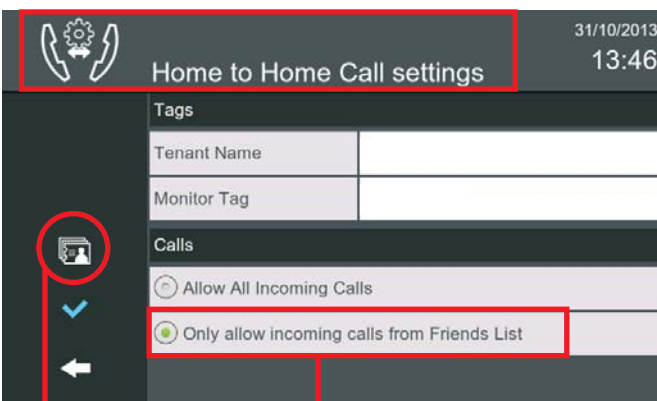 31/10/2013
Home to Home Call settings
13:46
Tags
Tenant Name
Monitor Tag
Calls
Allow All Incoming Calls
Only allow incoming calls from Friends List